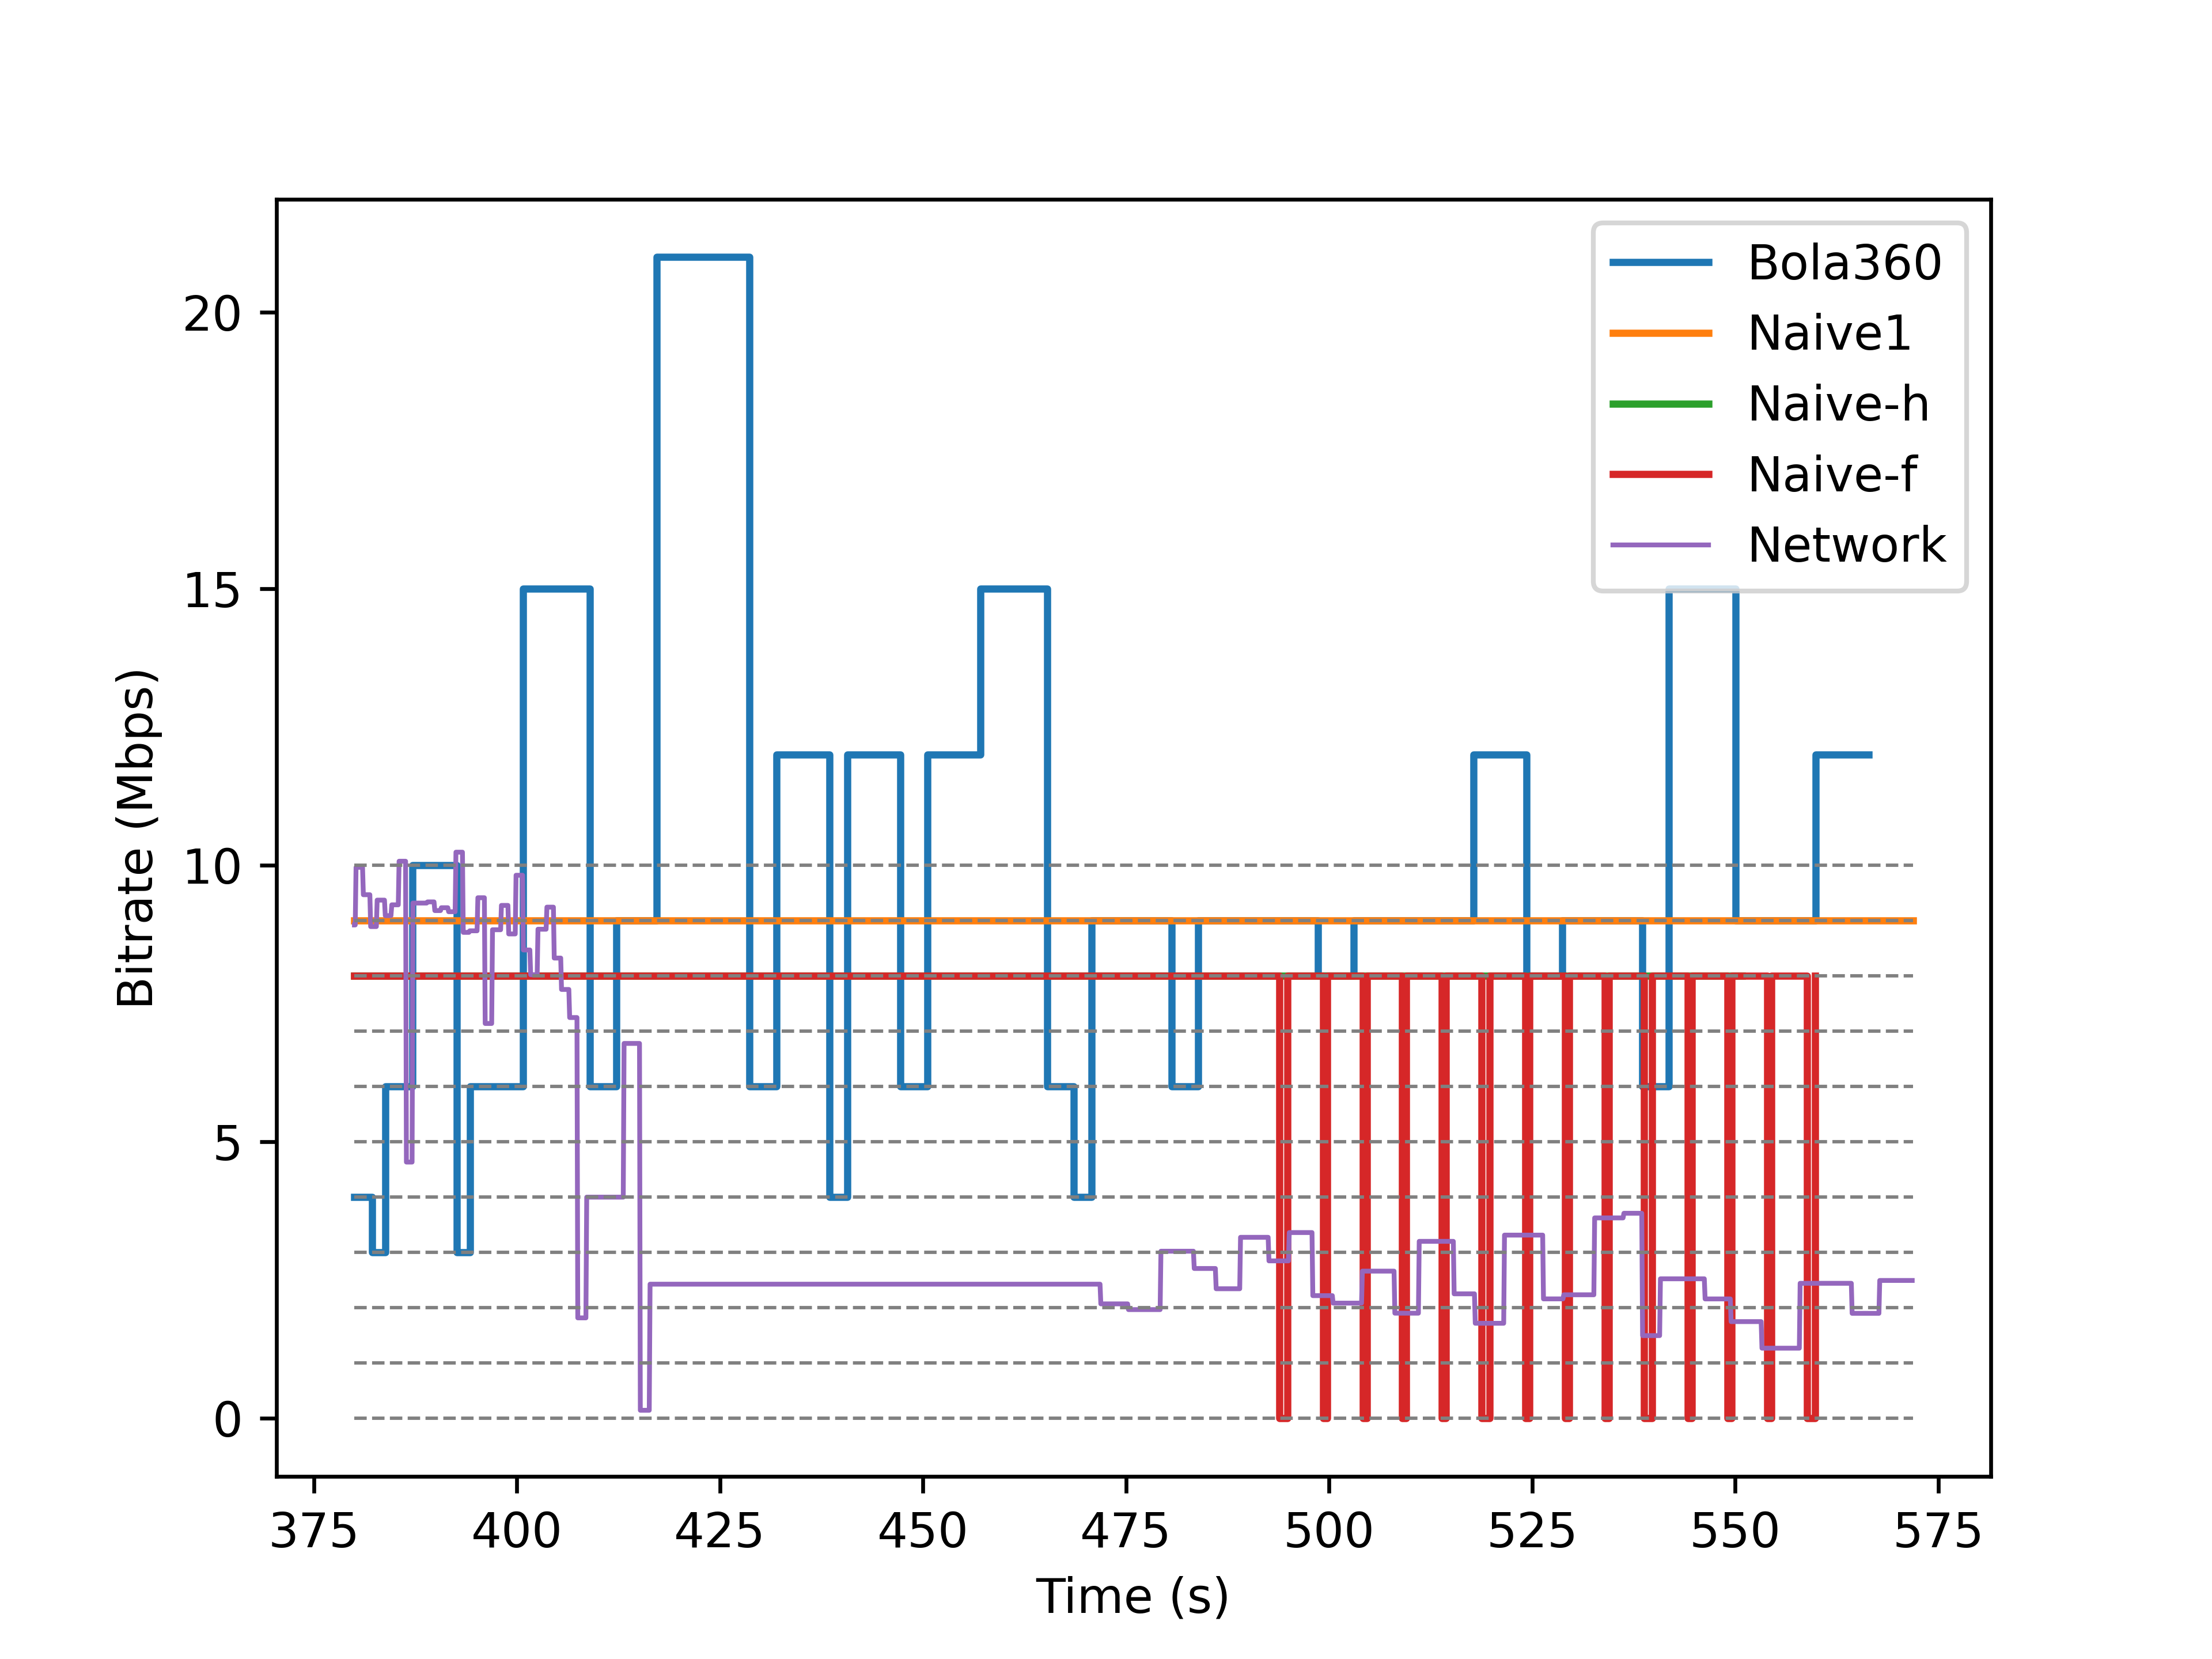 Bola360
Naive1
Naive-h
Naive-f
Network
Bitrate (Mbps)
20
15
10
5
0
375 400 425 450 475 500 525 550 575
Time (s)